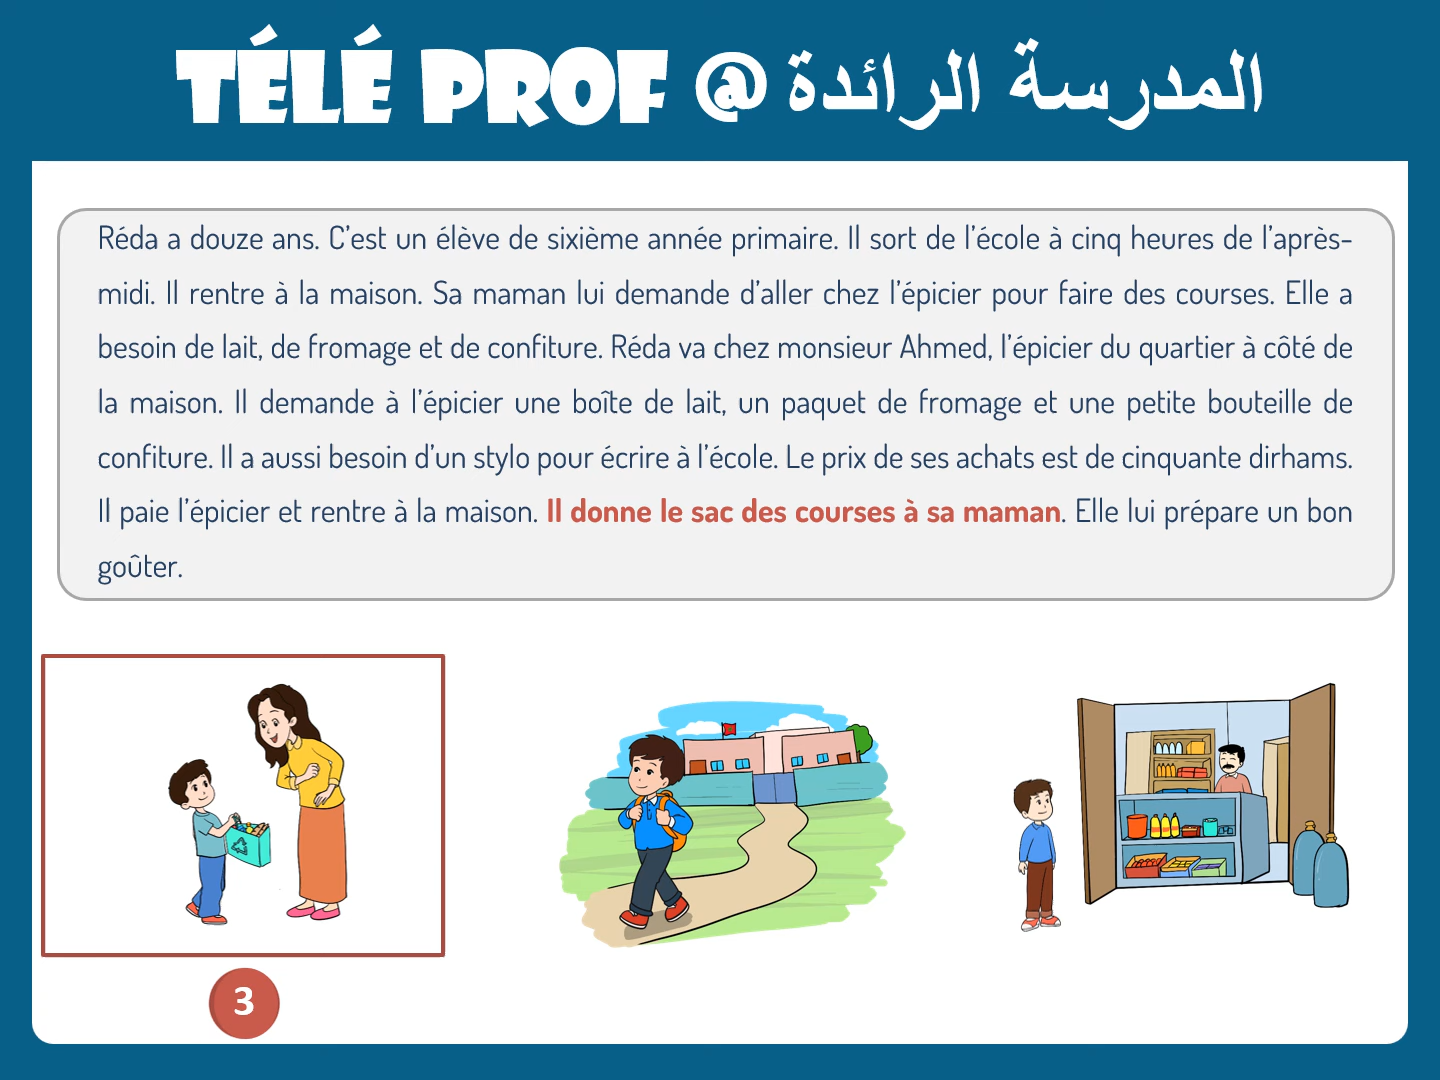 TÉLÉ PROF @ المدرسة الرائدة
Réda a douze ans. C’est un élève de sixième année primaire. Il sort de l’école à cinq heures de l’après-
midi. Il rentre à la maison. Sa maman lui demande d’aller chez l’épicier pour faire des courses. Elle a
besoin de lait, de fromage et de confiture. Réda va chez monsieur Ahmed, l’épicier du quartier à côté de
la maison. Il demande à l’épicier une boîte de lait, un paquet de fromage et une petite bouteille de
confiture. Il a aussi besoin d’un stylo pour écrire à l’école. Le prix de ses achats est de cinquante dirhams.
Il paie l’épicier et rentre à la maison. Il donne le sac des courses à sa maman. Elle lui prépare un bon
goûter.
3